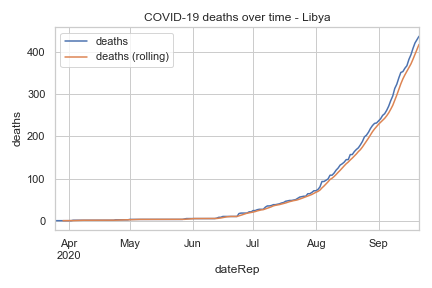 COVID-19 deaths over time - Libya
deaths
deaths (rolling)
deaths
400
300
200
100
0
Apr
2020
May
Jun
Jul
Aug
Sep
dateRep